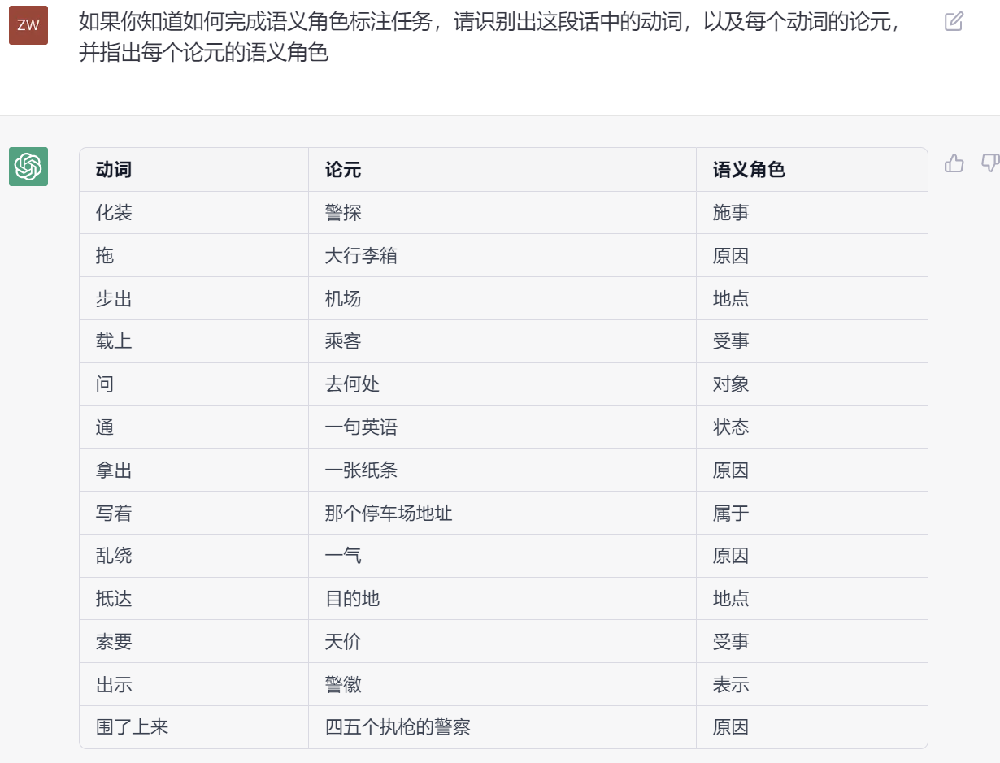 ZW
如果你知道如何完成语义角色标注任务，请识别出这段话中的动词，以及每个动词的论元，
并指出每个论元的语义角色
动词 论元 语义角色
化装 警探 施事
拖 大行李箱 原因
步出 机场 地点
载上 乘客 受事
问 去何处 对象
通 一句英语 状态
拿出 一张纸条 原因
写着 那个停车场地址 属于
乱绕 一气 原因
抵达 目的地 地点
索要 天价 受事
出示 警徽 表示
围了上来 四五个执枪的警察 原因